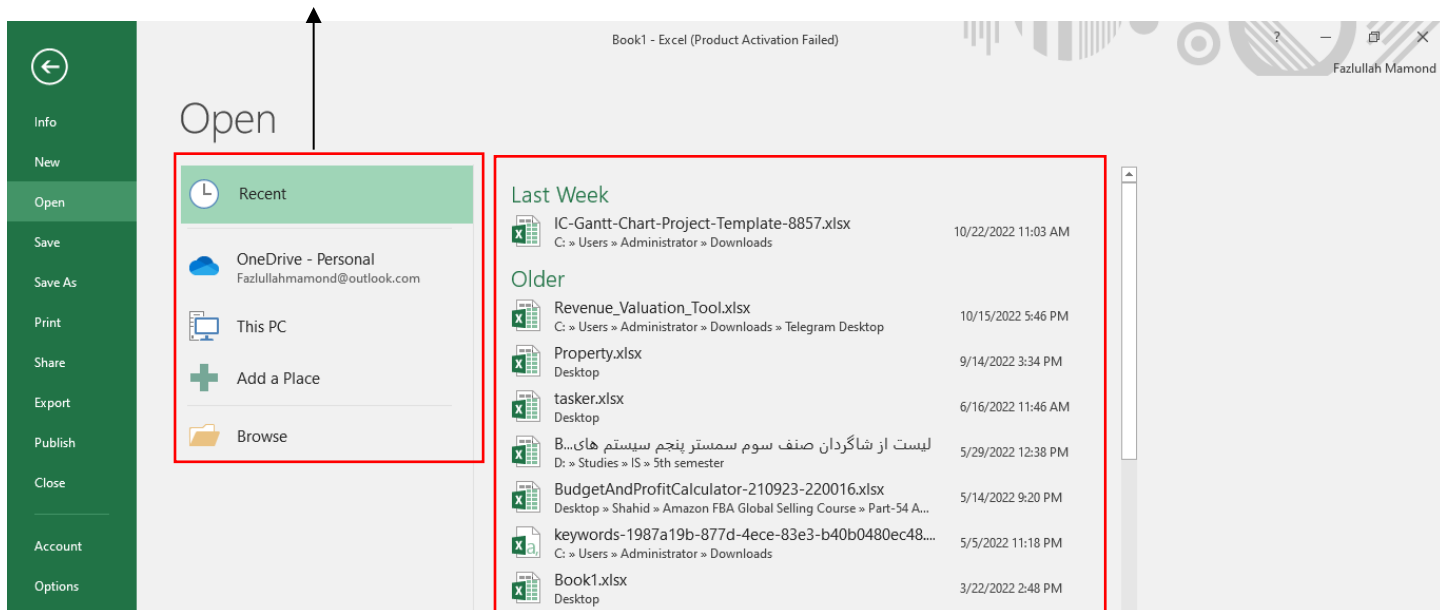 Book1 - Excel (Product Activation Failed)
?
Fazlullah Mamond
Info
New
Open
Save
Save As
Print
Share
Export
Publish
Close
Account
Options
Open
Recent
OneDrive - Personal
Fazlullahmamond@outlook.com
This PC
Add a Place
Browse
Last Week
IC-Gantt-Chart-Project-Template-8857.xlsx
C: » Users » Administrator » Downloads
10/22/2022 11:03 AM
Older
Revenue_Valuation_Tool.xlsx
C: » Users » Administrator » Downloads » Telegram Desktop
10/15/2022 5:46 PM
Property.xlsx
Desktop
9/14/2022 3:34 PM
tasker.xlsx
Desktop
6/16/2022 11:46 AM
لیست از شاگردان صنف سوم سمستر پنجم سیستم های...B
D: » Studies » IS » 5th semester
5/29/2022 12:38 PM
BudgetAndProfitCalculator-210923-220016.xlsx
Desktop » Shahid » Amazon FBA Global Selling Course » Part-54 A...
5/14/2022 9:20 PM
keywords-1987a19b-877d-4ece-83e3-b40b0480ec48....
C: » Users » Administrator » Downloads
5/5/2022 11:18 PM
Book1.xlsx
Desktop
3/22/2022 2:48 PM